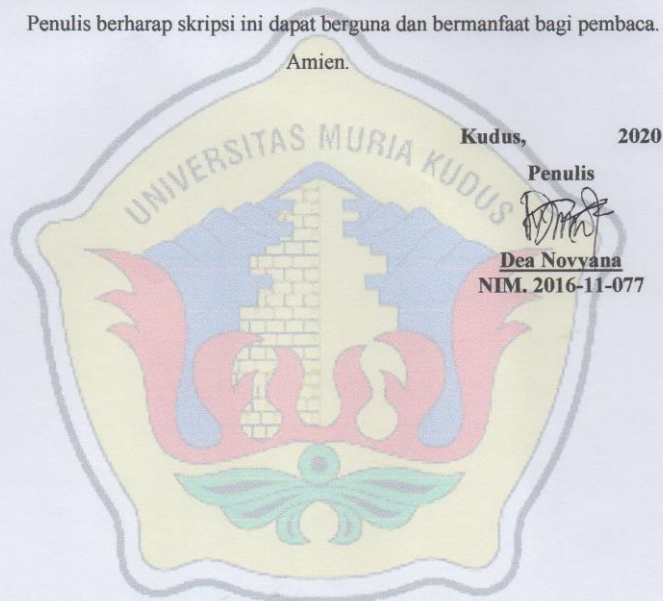 Penulis berharap skripsi ini dapat berguna dan bermanfaat bagi pembaca.
Amien.
UNIVERSITAS MURIA KUDUS
Kudus, 2020
Penulis
Dea Novyana
NIM. 2016-11-077